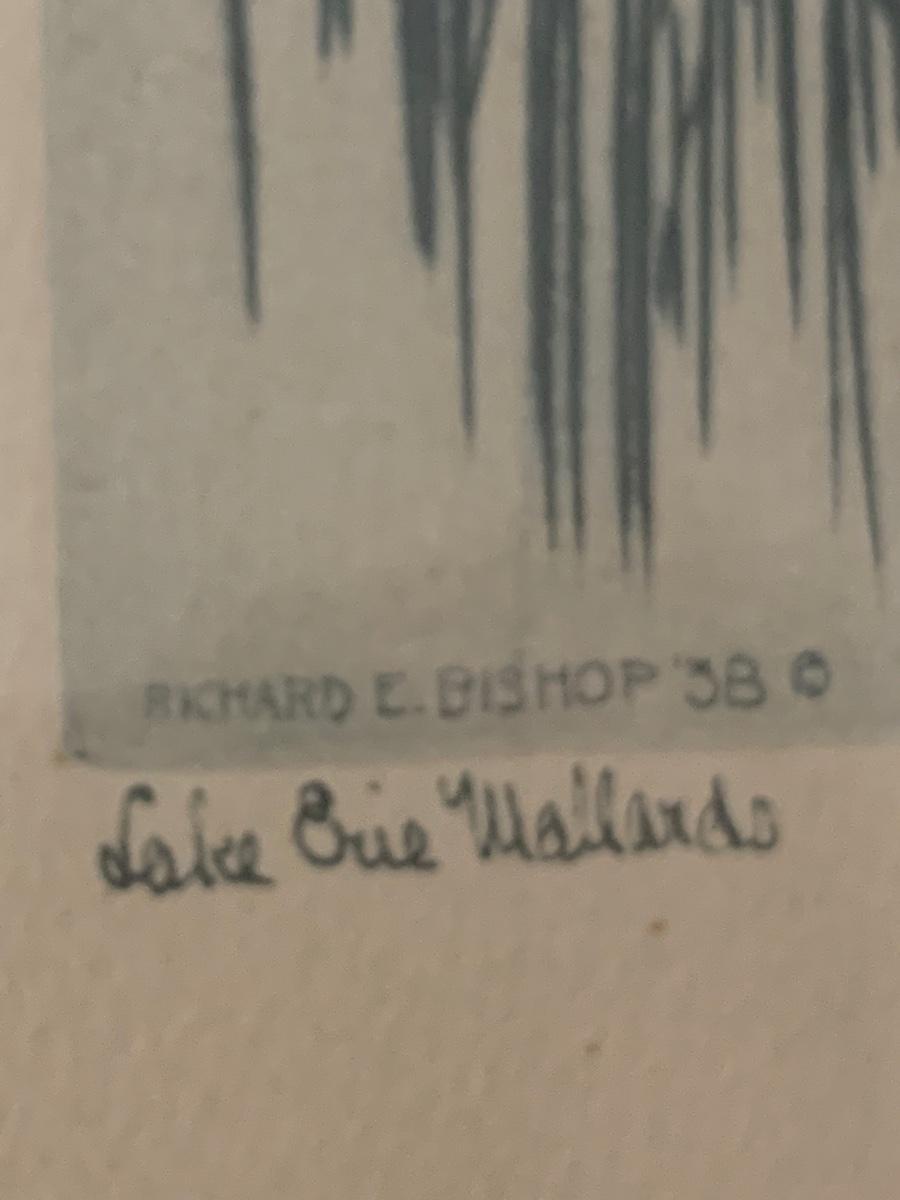 RICHARD E. BISHOP '38 ©
Lake Erie Mallards